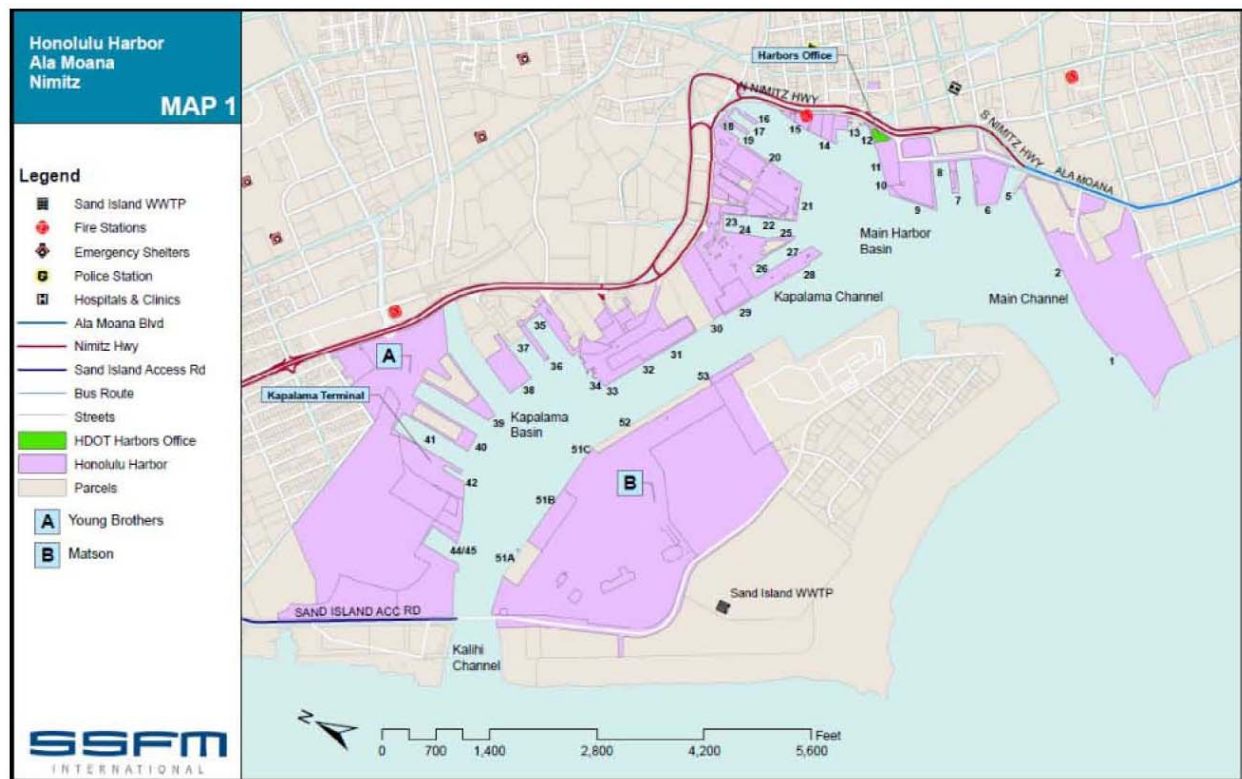 Honolulu Harbor
Ala Moana
Nimitz
MAP 1
Legend
Sand Island WWTP
Fire Stations
Emergency Shelters
G Police Station
H Hospitals & Clinics
Ala Moana Blvd
Nimitz Hwy
Sand Island Access Rd
Bus Route
Streets
HDOT Harbors Office
Honolulu Harbor
Parcels
A Young Brothers
B Matson
SSFM
INTERNATIONAL
Harbors Office
H
N NIMITZ HWY
S NIMITZ HWY
ALA MOANA
18
16
17
19
15
14
13
12
20
11
10
9
8
7
6
5
21
23
24
22
25
27
26
28
Main Harbor
Basin
2
Kapalama Channel
Main Channel
29
30
1
35
37
36
31
32
34
33
38
53
A
Kapalama Terminal
39
Kapalama
Basin
52
41
40
51C
42
51B
B
44/45
51A
Sand Island WWTP
SAND ISLAND ACC RD
Kalihi
Channel
N
Feet
0
700
1,400
2,800
4,200
5,600